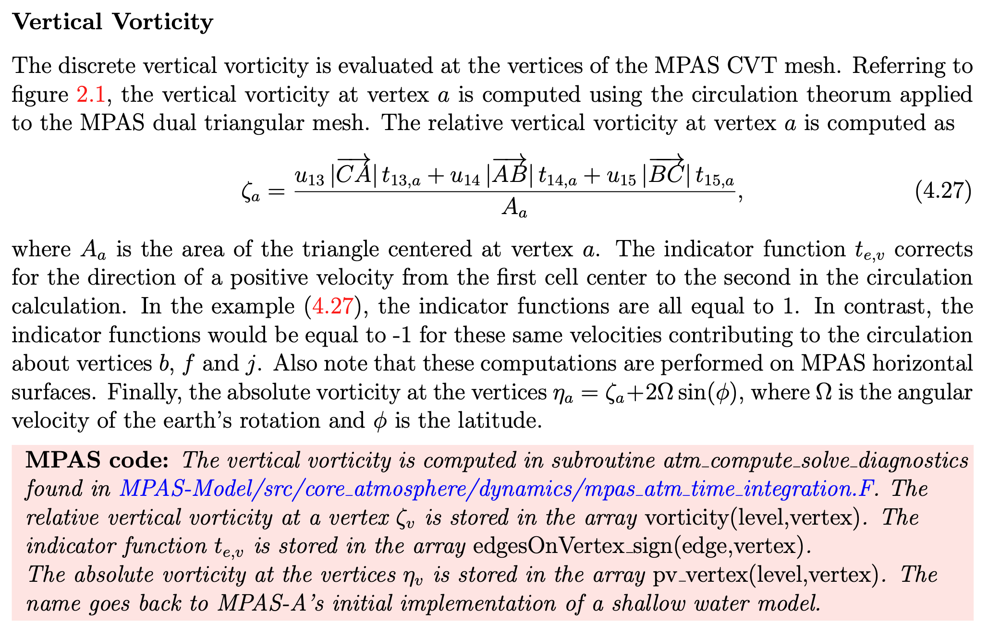 Vertical Vorticity
The discrete vertical vorticity is evaluated at the vertices of the MPAS CVT mesh. Referring to
figure 2.1, the vertical vorticity at vertex a is computed using the circulation theorum applied
to the MPAS dual triangular mesh. The relative vertical vorticity at vertex a is computed as
ζ_a = \frac{u_{13} |\overrightarrow{CA}| t_{13,a} + u_{14} |\overrightarrow{AB}| t_{14,a} + u_{15} |\overrightarrow{BC}| t_{15,a}}{A_a}, (4.27)
where A_a is the area of the triangle centered at vertex a. The indicator function t_{e,v} corrects
for the direction of a positive velocity from the first cell center to the second in the circulation
calculation. In the example (4.27), the indicator functions are all equal to 1. In contrast, the
indicator functions would be equal to -1 for these same velocities contributing to the circulation
about vertices b, f and j. Also note that these computations are performed on MPAS horizontal
surfaces. Finally, the absolute vorticity at the vertices η_a = ζ_a+2Ω sin(ϕ), where Ω is the angular
velocity of the earth's rotation and ϕ is the latitude.
MPAS code: The vertical vorticity is computed in subroutine atm_compute_solve_diagnostics
found in MPAS-Model/src/core_atmosphere/dynamics/mpas_atm_time_integration.F. The
relative vertical vorticity at a vertex ζ_v is stored in the array vorticity(level,vertex). The
indicator function t_{e,v} is stored in the array edgesOnVertex_sign(edge,vertex).
The absolute vorticity at the vertices η_v is stored in the array pv_vertex(level,vertex). The
name goes back to MPAS-A's initial implementation of a shallow water model.